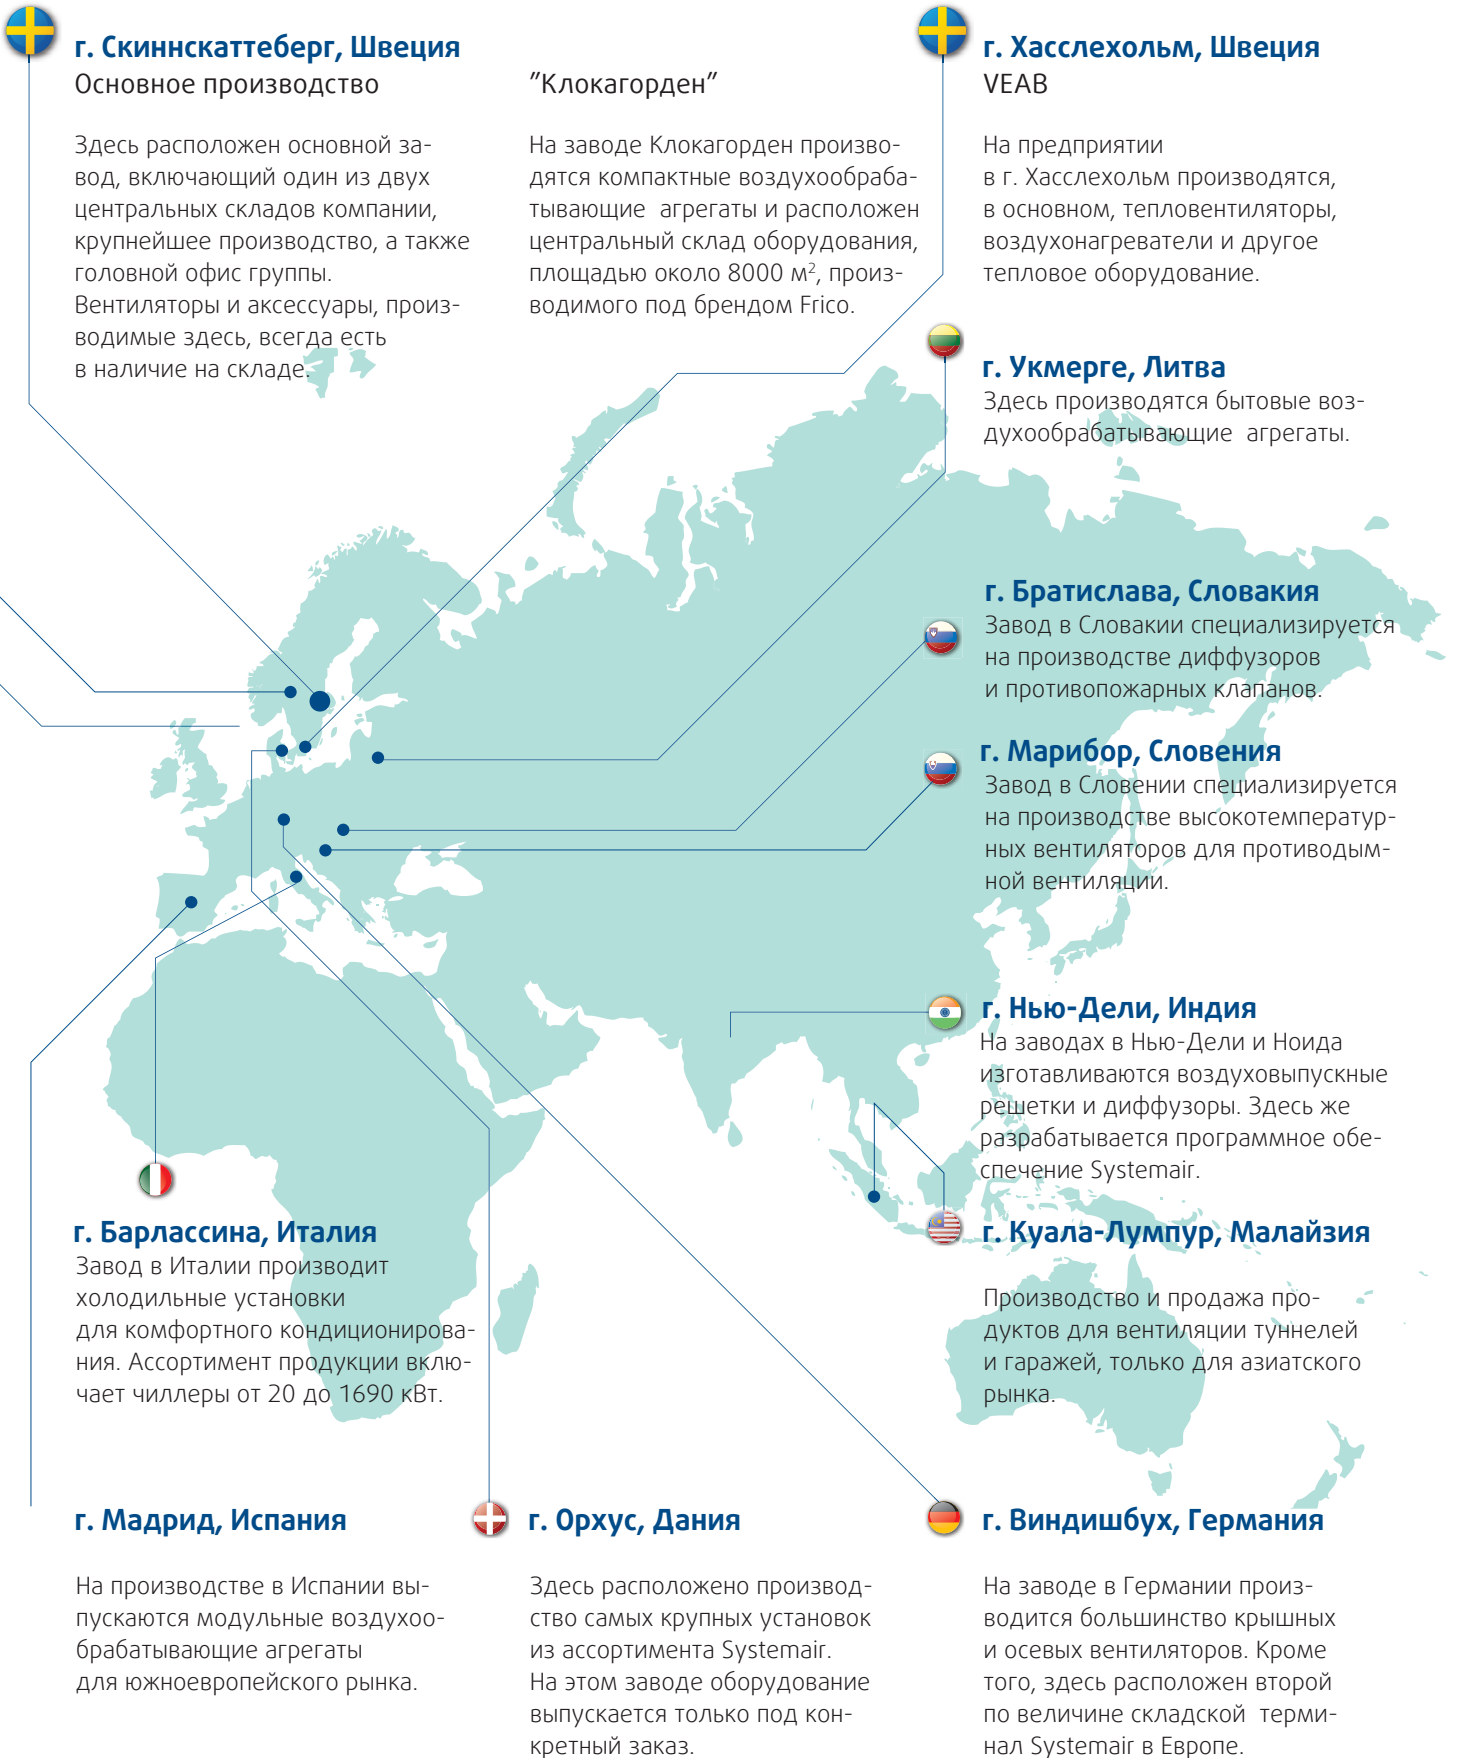 г. Скиннскаттеберг, Швеция
Основное производство
Здесь расположен основной за-
вод, включающий один из двух
центральных складов компании,
крупнейшее производство, а также
головной офис группы.
Вентиляторы и аксессуары, произ-
водимые здесь, всегда есть
в наличие на складе.
"Клокагорден"
На заводе Клокагорден произво-
дятся компактные воздухообраба-
тывающие агрегаты и расположен
центральный склад оборудования,
площадью около 8000 м², произ-
водимого под брендом Frico.
г. Хасслехольм, Швеция
VEAB
На предприятии
в г. Хасслехольм производятся,
в основном, тепловентиляторы,
воздухонагреватели и другое
тепловое оборудование.
г. Укмерге, Литва
Здесь производятся бытовые воз-
духообрабатывающие агрегаты.
г. Братислава, Словакия
Завод в Словакии специализируется
на производстве диффузоров
и противопожарных клапанов.
г. Марибор, Словения
Завод в Словении специализируется
на производстве высокотемператур-
ных вентиляторов для противодым-
ной вентиляции.
г. Нью-Дели, Индия
На заводах в Нью-Дели и Ноида
изготавливаются воздуховыпускные
решетки и диффузоры. Здесь же
разрабатывается программное обе-
спечение Systemair.
г. Барлассина, Италия
Завод в Италии производит
холодильные установки
для комфортного кондиционирова-
ния. Ассортимент продукции вклю-
чает чиллеры от 20 до 1690 кВт.
г. Куала-Лумпур, Малайзия
Производство и продажа про-
дуктов для вентиляции туннелей
и гаражей, только для азиатского
рынка.
г. Мадрид, Испания
На производстве в Испании вы-
пускаются модульные воздухоо-
брабатывающие агрегаты
для южноевропейского рынка.
г. Орхус, Дания
Здесь расположено производ-
ство самых крупных установок
из ассортимента Systemair.
На этом заводе оборудование
выпускается только под кон-
кретный заказ.
г. Виндишбух, Германия
На заводе в Германии произ-
водится большинство крышных
и осевых вентиляторов. Кроме
того, здесь расположен второй
по величине складской терми-
нал Systemair в Европе.